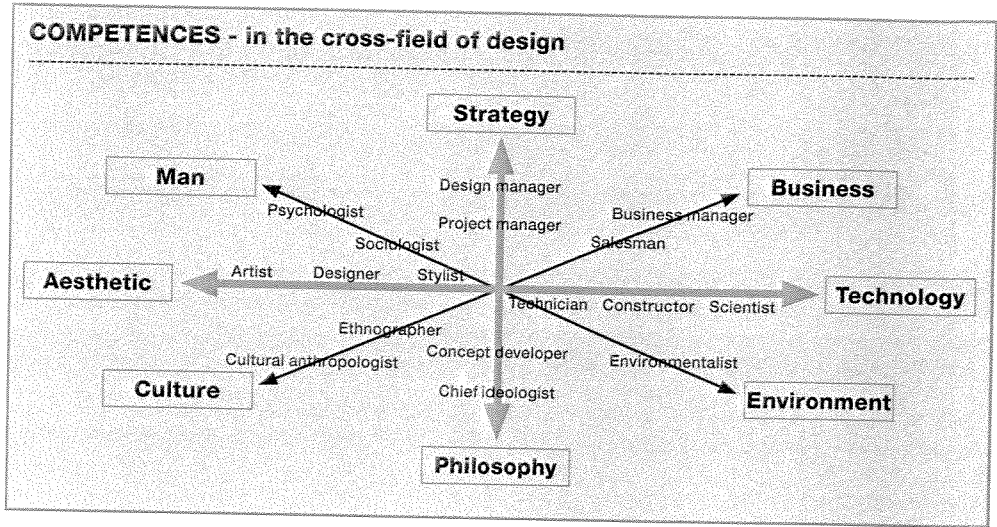 COMPETENCES - in the cross-field of design
Strategy
Man
Business
Design manager
Psychologist
Business manager
Project manager
Sociologist
Salesman
Aesthetic
Artist Designer Stylist
Technician Constructor Scientist
Technology
Ethnographer
Concept developer
Cultural anthropologist
Environmentalist
Culture
Chief ideologist
Environment
Philosophy